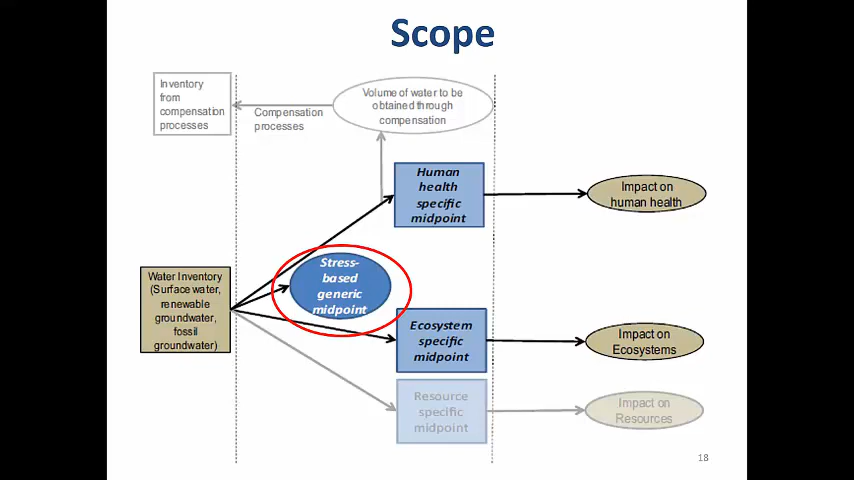 Scope
Inventory
from
compensation
processes
Compensation
processes
Volume of water to be
obtained through
compensation
Human
health
specific
midpoint
Impact on
human health
Stress-
based
generic
midpoint
Water Inventory
(Surface water,
renewable
groundwater,
fossil
groundwater)
Ecosystem
specific
midpoint
Impact on
Ecosystems
Resource
specific
midpoint
Impact on
Resources
18